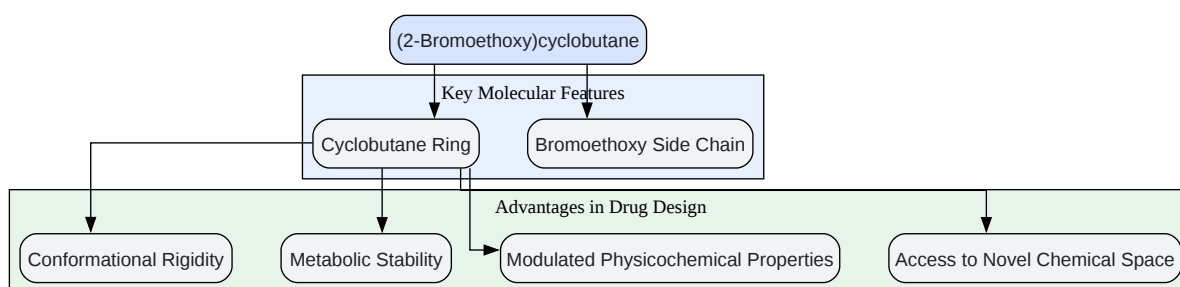 (2-Bromoethoxy)cyclobutane
Key Molecular Features
Cyclobutane Ring
Bromoethoxy Side Chain
Advantages in Drug Design
Conformational Rigidity
Metabolic Stability
Modulated Physicochemical Properties
Access to Novel Chemical Space